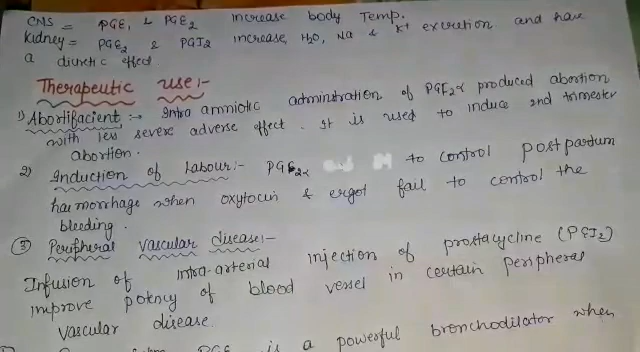 CNS = PGE1 & PGE2 increase body Temp.
Kidney = PGE2 & PGI2 increase, H2O, Na & K+ excretion and have
a diuretic effect
Therapeutic use:-
1) Abortifacient :- Intra amniotic adminstration of PGF2α produced abortion
with less severe adverse effect. It is used to induce 2nd trimester
abortion.
2) Induction of Labour:- PGF2α to control postpartum
haemorrhage when oxytocin & ergot fail to control the
bleeding.
3) Peripheral vascular disease:-
Infusion of intra-arterial injection of prostacycline (PGI2)
improve potency of blood vessel in certain peripheral
vascular disease.
PGE is a powerful bronchodilator when